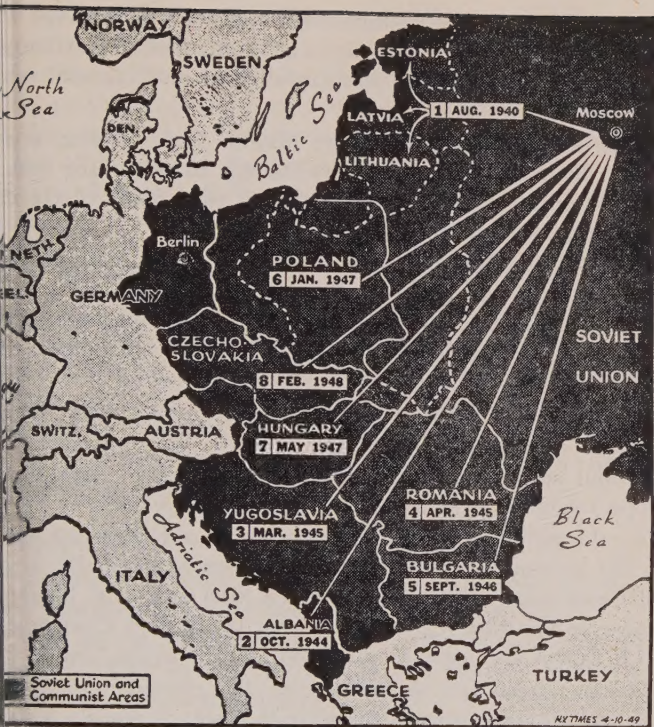 NORWAY
SWEDEN
North
Sea
DEN.
Baltic Sea
ESTONIA
1 AUG. 1940
LATVIA
LITHUANIA
Moscow
NETH.
Berlin
POLAND
6 JAN. 1947
EL.
GERMANY
CZECHO-
SLOVAKIA
8 FEB. 1948
SOVIET
UNION
SWITZ.
AUSTRIA
HUNGARY
7 MAY 1947
YUGOSLAVIA
3 MAR. 1945
ROMANIA
4 APR. 1945
Black
Sea
Adriatic Sea
ITALY
BULGARIA
5 SEPT. 1946
ALBANIA
2 OCT. 1944
Soviet Union and
Communist Areas
GREECE
TURKEY
N.Y. TIMES 4-10-49